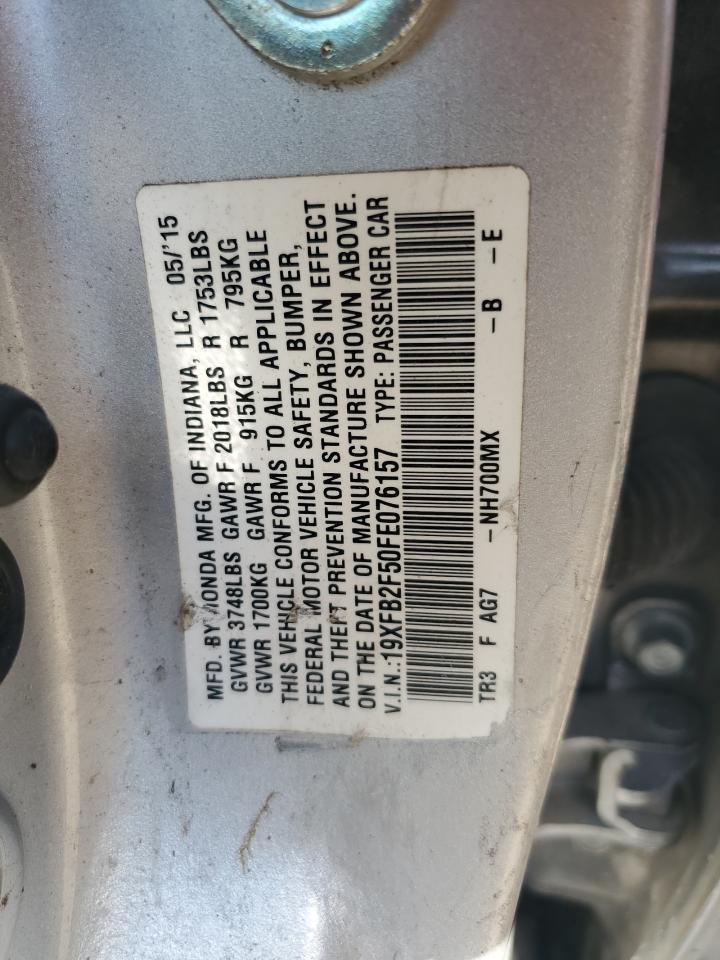 MFD. BY HONDA MFG. OF INDIANA, LLC 05/'15
GVWR 3748LBS GAWR F 2018LBS R 1753LBS
GVWR 1700KG GAWR F 915KG R 795KG
THIS VEHICLE CONFORMS TO ALL APPLICABLE
FEDERAL MOTOR VEHICLE SAFETY, BUMPER,
AND THEFT PREVENTION STANDARDS IN EFFECT
ON THE DATE OF MANUFACTURE SHOWN ABOVE.
V.I.N.:19XFB2F50FE076157 TYPE: PASSENGER CAR
TR3 F AG7 -NH700MX -B -E